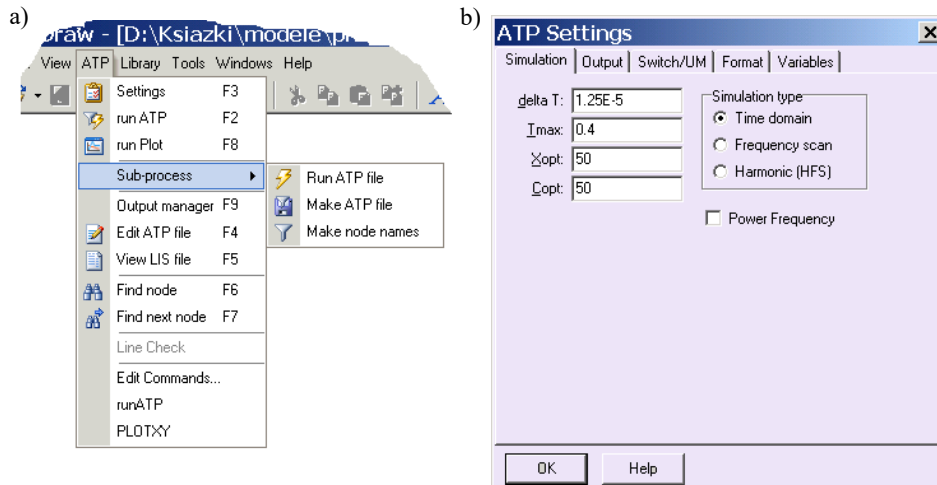 a)
Draw - [D:\Ksiazki\modele\pr
View ATP Library Tools Windows Help
Settings F3
run ATP F2
run Plot F8
Sub-process
Output manager F9
Edit ATP file F4
View LIS file F5
Find node F6
Find next node F7
Line Check
Edit Commands...
runATP
PLOTXY
Run ATP file
Make ATP file
Make node names
b)
ATP Settings
Simulation Output Switch/UM Format Variables
delta T: 1.25E-5
Tmax: 0.4
Xopt: 50
Copt: 50
Simulation type
Time domain
Frequency scan
Harmonic (HFS)
Power Frequency
OK Help